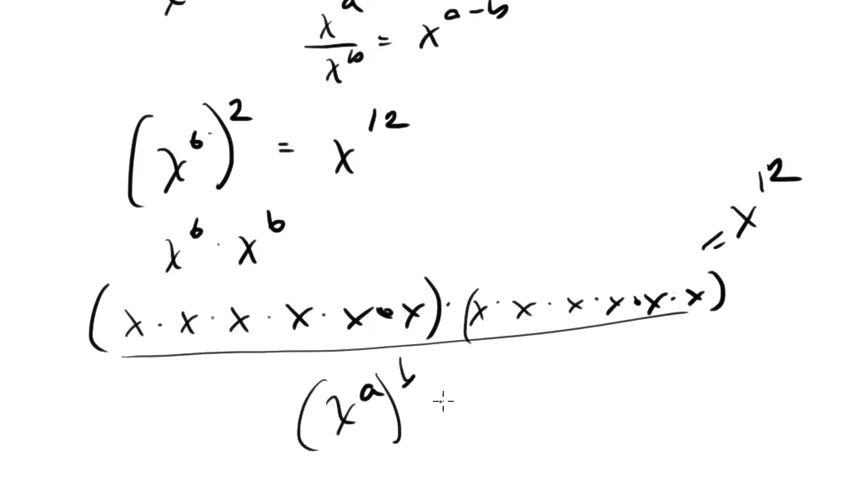 x^a / x^b = x^{a-b}
(x^6)^2 = x^{12}
x^6 · x^6
(x · x · x · x · x · x) · (x · x · x · x · x · x) = x^{12}
(x^a)^b